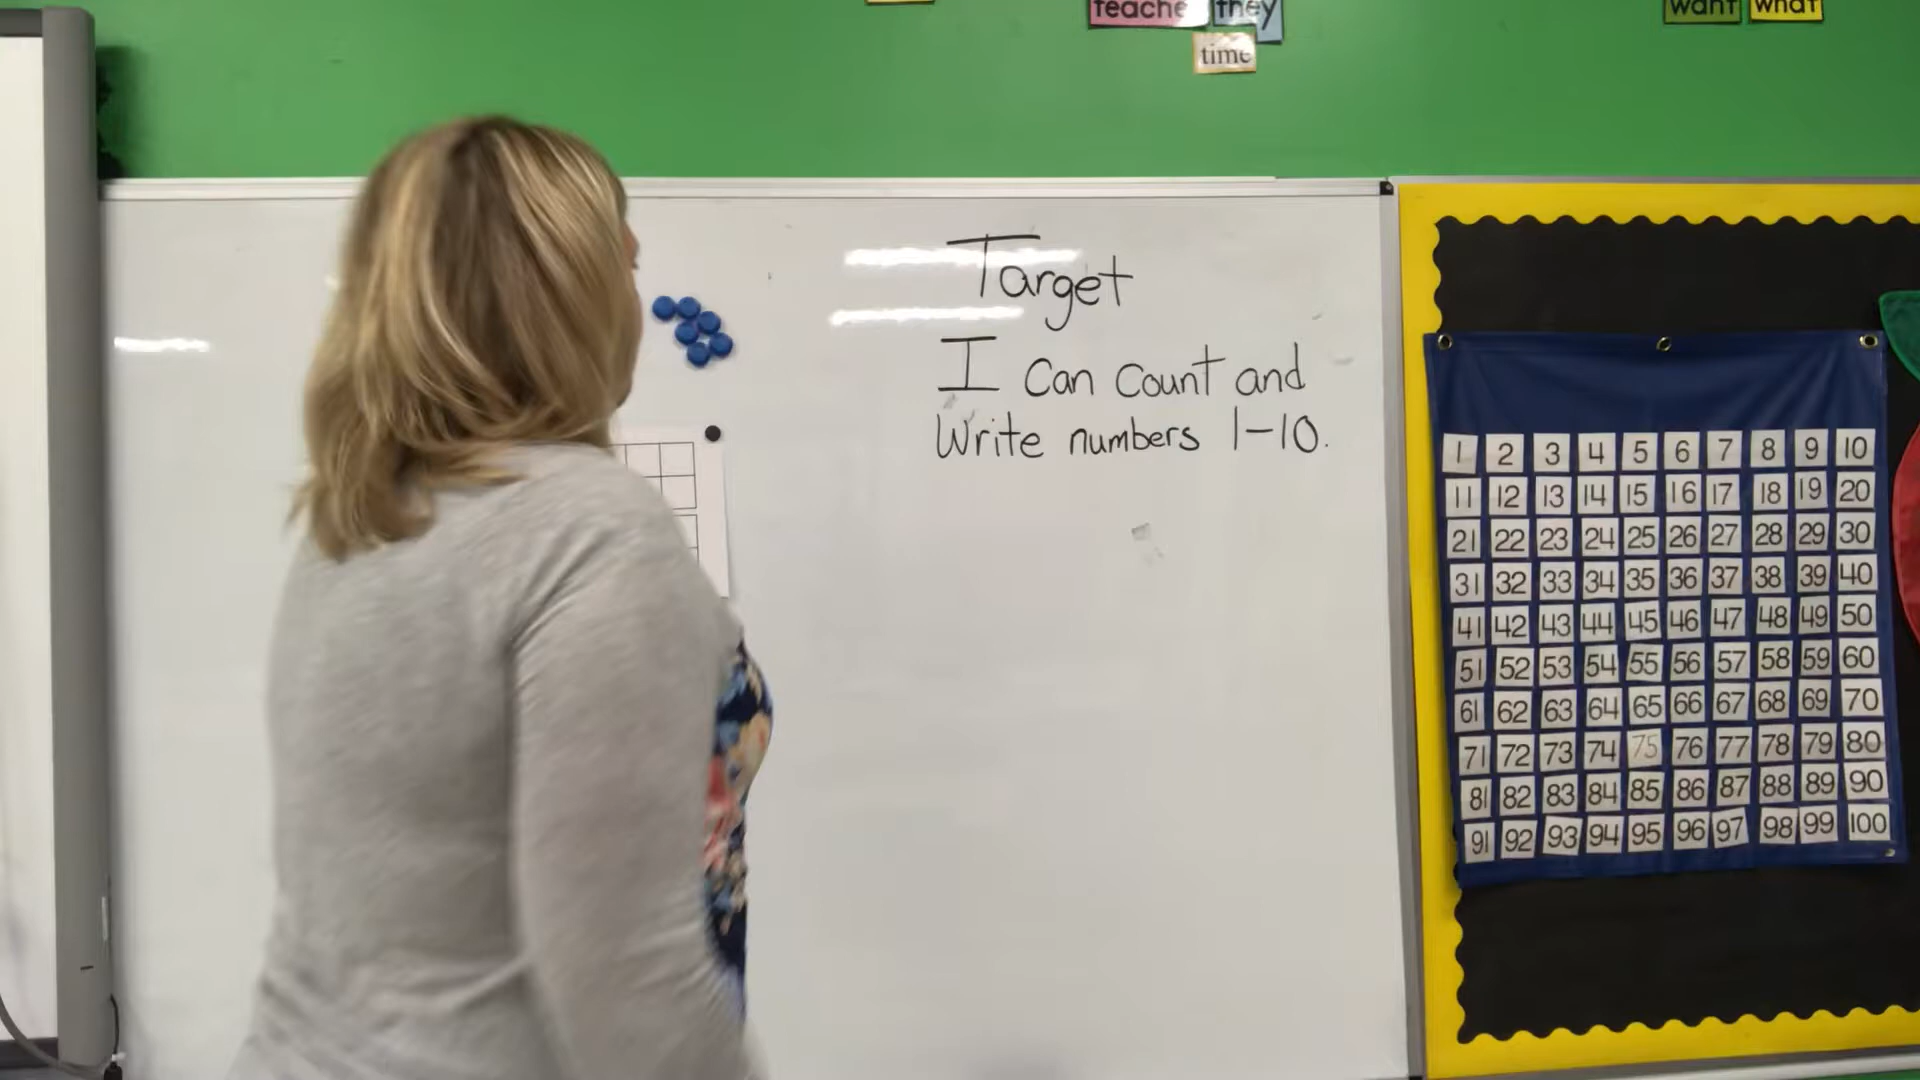 teache they
time
want what
Target
I can count and
Write numbers 1-10.
1 2 3 4 5 6 7 8 9 10
11 12 13 14 15 16 17 18 19 20
21 22 23 24 25 26 27 28 29 30
31 32 33 34 35 36 37 38 39 40
41 42 43 44 45 46 47 48 49 50
51 52 53 54 55 56 57 58 59 60
61 62 63 64 65 66 67 68 69 70
71 72 73 74 75 76 77 78 79 80
81 82 83 84 85 86 87 88 89 90
91 92 93 94 95 96 97 98 99 100